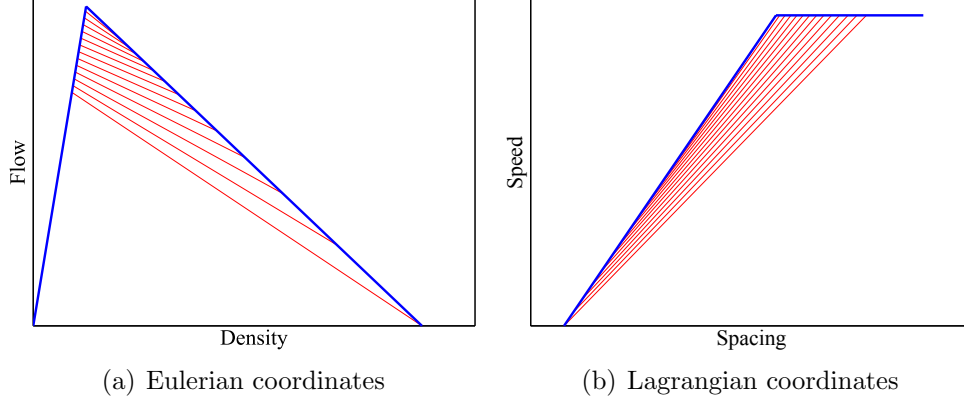 Flow
Density
(a) Eulerian coordinates
Speed
Spacing
(b) Lagrangian coordinates